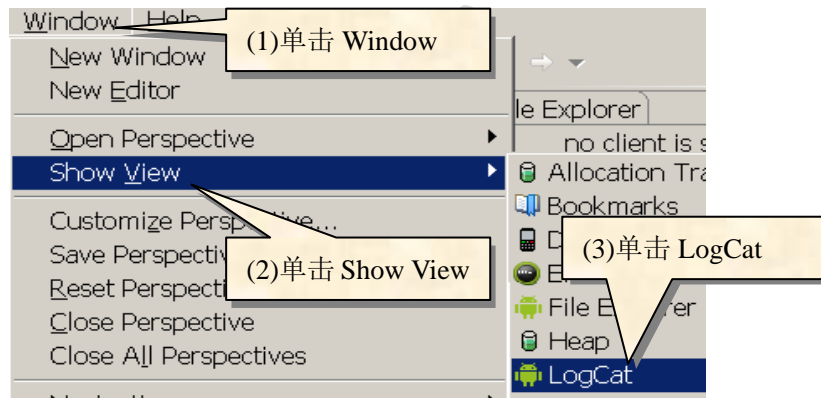 Window Help
(1)单击 Window
New Window
New Editor
Open Perspective
Show View
Customize Perspective...
Save Perspectiv
Reset Perspecti
Close Perspective
Close All Perspectives
(2)单击 Show View
le Explorer
no client is s
Allocation Tra
Bookmarks
D
E
File E rer
Heap
LogCat
(3)单击 LogCat